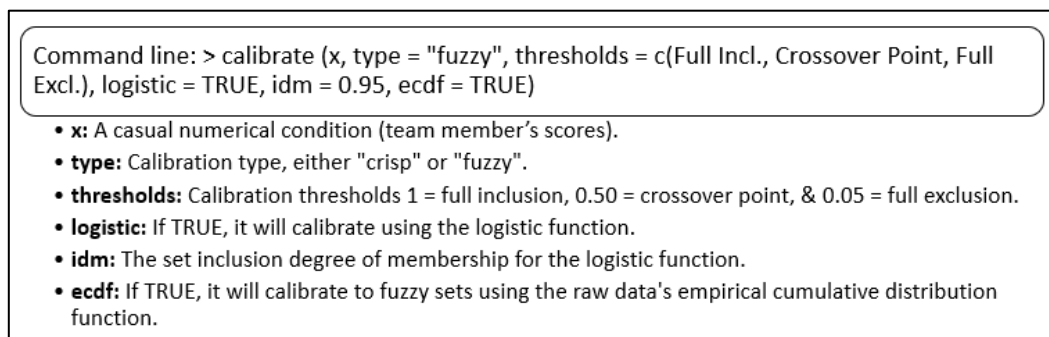 Command line: > calibrate (x, type = "fuzzy", thresholds = c(Full Incl., Crossover Point, Full
Excl.), logistic = TRUE, idm = 0.95, ecdf = TRUE)
• x: A casual numerical condition (team member’s scores).
• type: Calibration type, either "crisp" or "fuzzy".
• thresholds: Calibration thresholds 1 = full inclusion, 0.50 = crossover point, & 0.05 = full exclusion.
• logistic: If TRUE, it will calibrate using the logistic function.
• idm: The set inclusion degree of membership for the logistic function.
• ecdf: If TRUE, it will calibrate to fuzzy sets using the raw data's empirical cumulative distribution
function.